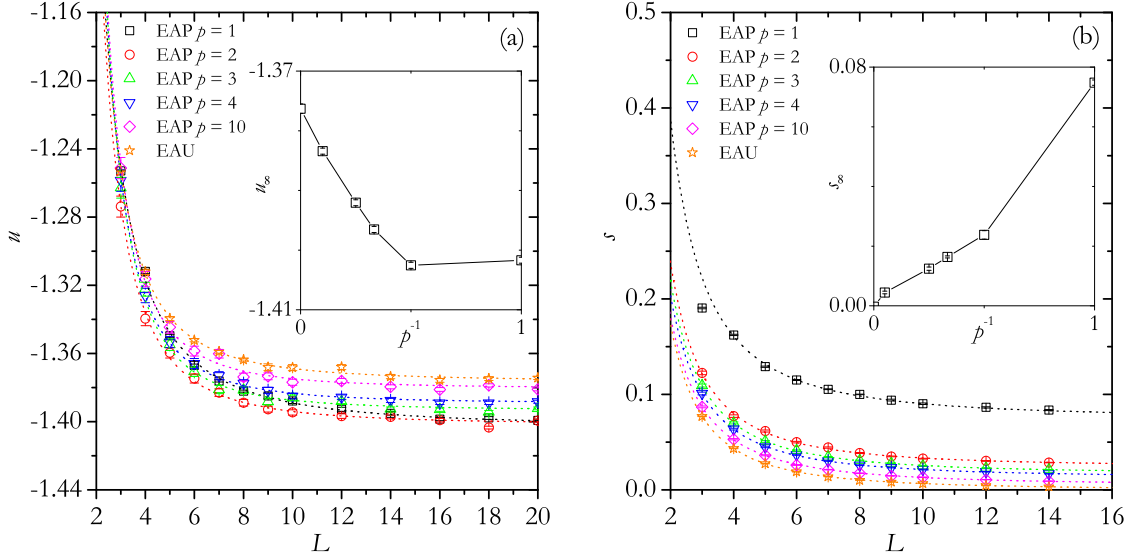 (a)
EAP p = 1
EAP p = 2
EAP p = 3
EAP p = 4
EAP p = 10
EAU
-1.16
-1.20
-1.24
-1.28
-1.32
-1.36
-1.40
-1.44
u
2 4 6 8 10 12 14 16 18 20
L
-1.37
-1.41
u∞
0 1
p-1
(b)
EAP p = 1
EAP p = 2
EAP p = 3
EAP p = 4
EAP p = 10
EAU
0.5
0.4
0.3
0.2
0.1
0.0
s
2 4 6 8 10 12 14 16
L
0.08
0.00
s∞
0 1
p-1